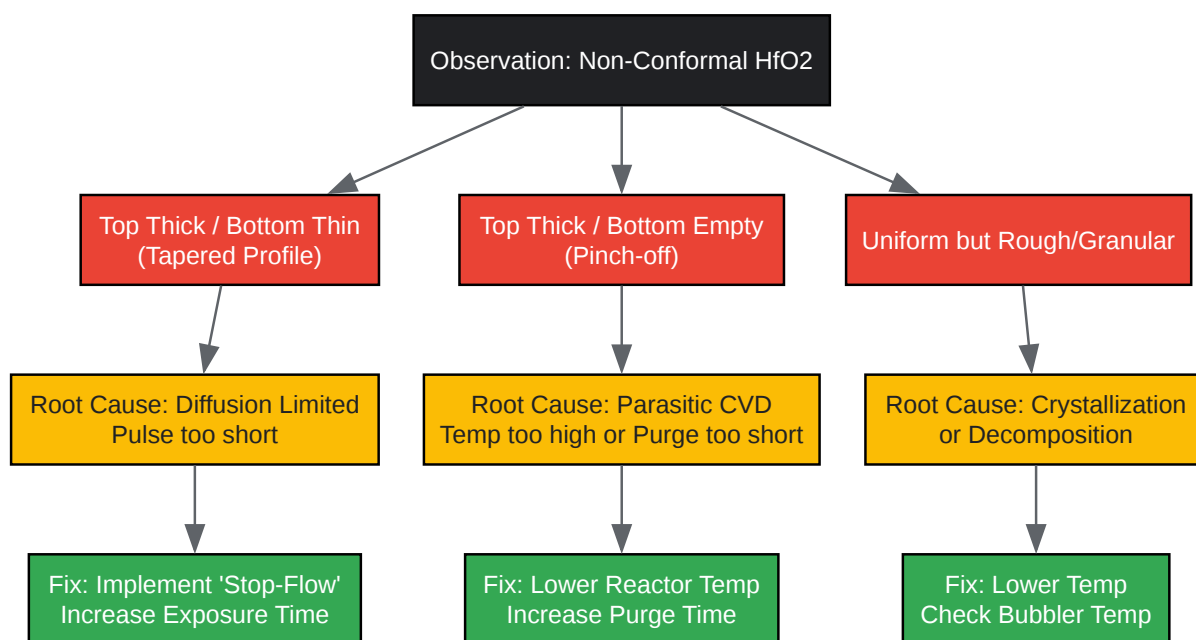 Observation: Non-Conformal HfO2
Top Thick / Bottom Thin
(Tapered Profile)
Top Thick / Bottom Empty
(Pinch-off)
Uniform but Rough/Granular
Root Cause: Diffusion Limited
Pulse too short
Root Cause: Parasitic CVD
Temp too high or Purge too short
Root Cause: Crystallization
or Decomposition
Fix: Implement 'Stop-Flow'
Increase Exposure Time
Fix: Lower Reactor Temp
Increase Purge Time
Fix: Lower Temp
Check Bubbler Temp